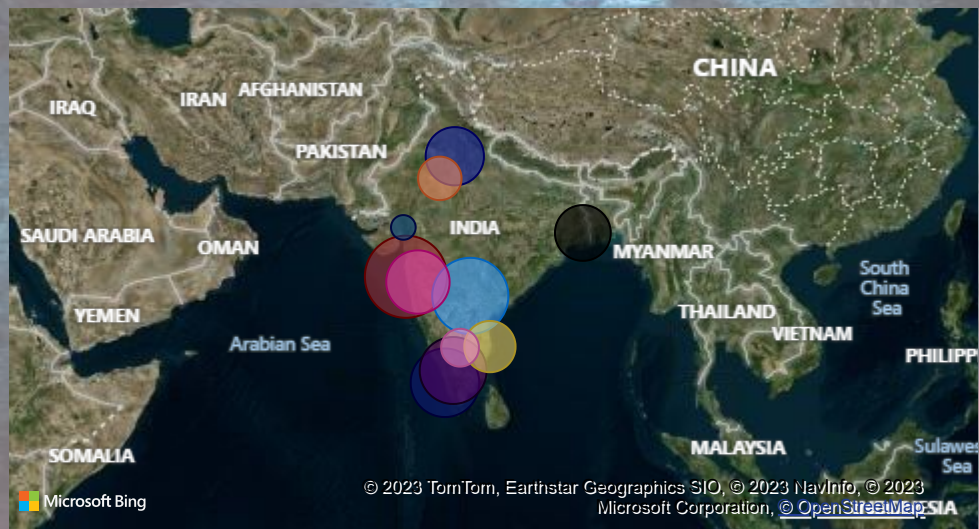 CHINA
AFGHANISTAN
IRAN
IRAQ
PAKISTAN
INDIA
SAUDI ARABIA
OMAN
MYANMAR
South
China
Sea
YEMEN
THAILAND
VIETNAM
Arabian Sea
PHILIPP
MALAYSIA
Sulawes
Sea
SOMALIA
Microsoft Bing
© 2023 TomTom, Earthstar Geographics SIO, © 2023 NavInfo, © 2023
Microsoft Corporation, © OpenStreetMap
ESIA